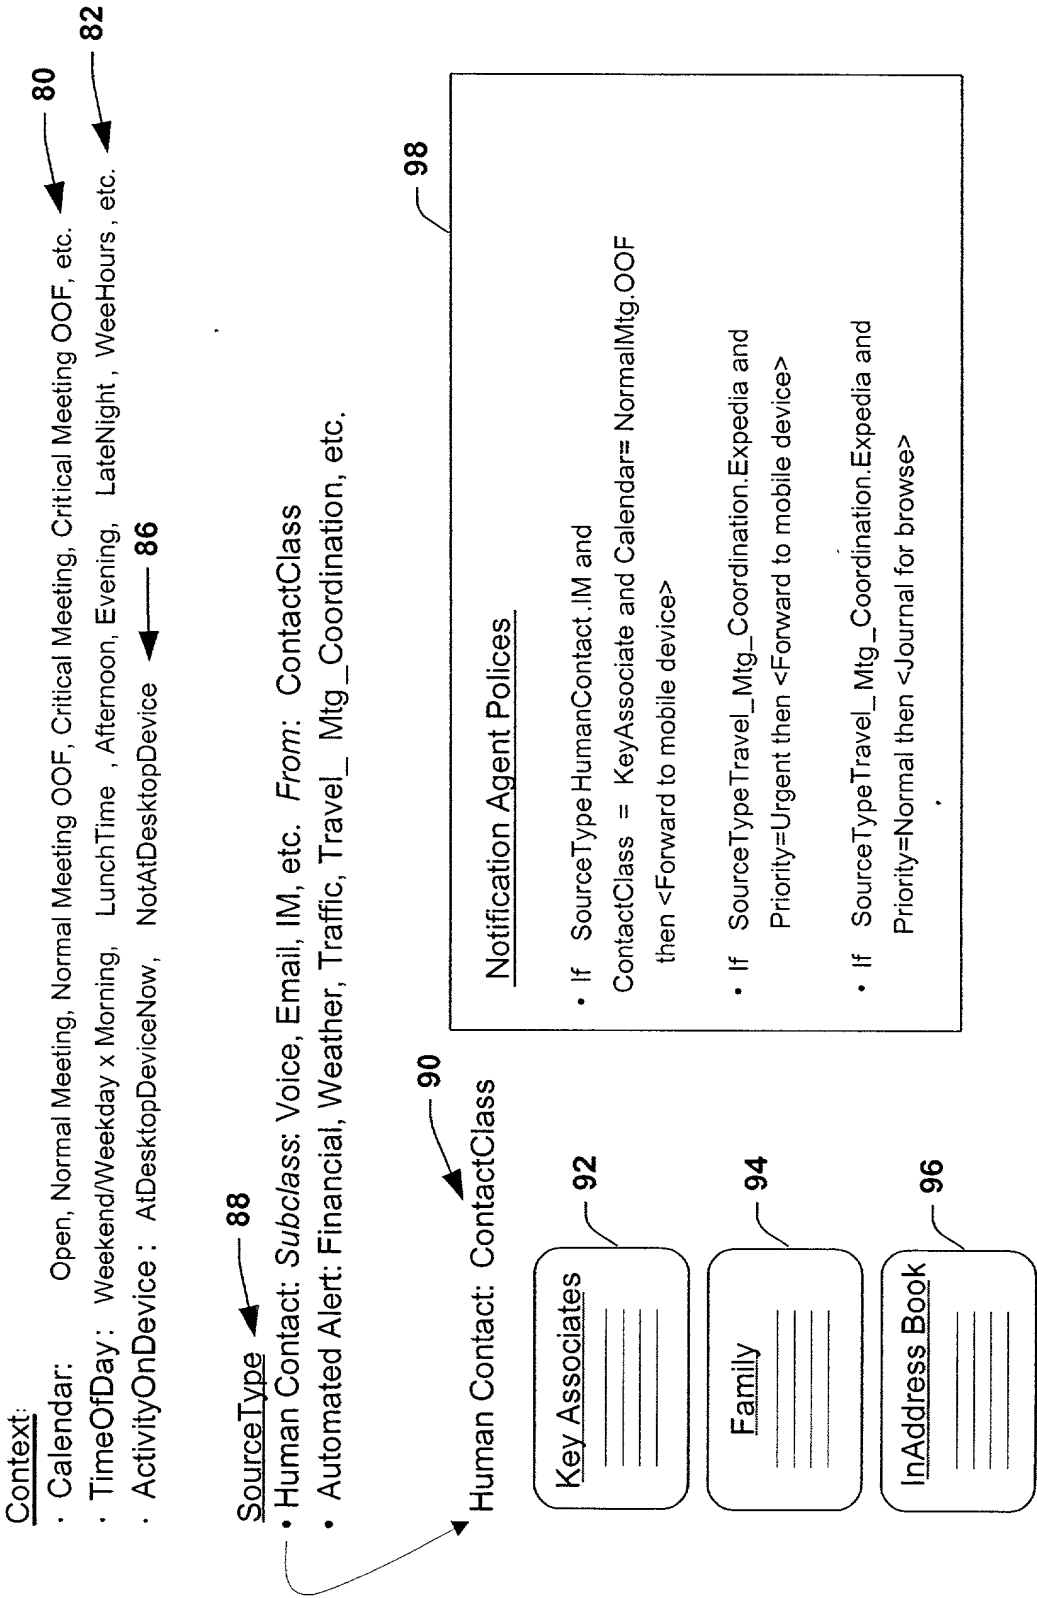 Context:
· Calendar: Open, Normal Meeting, Normal Meeting OOF, Critical Meeting, Critical Meeting OOF, etc.
80
· TimeOfDay: Weekend/Weekday x Morning, LunchTime , Afternoon, Evening, LateNight , WeeHours , etc.
82
· ActivityOnDevice : AtDesktopDeviceNow, NotAtDesktopDevice
86
SourceType
88
• Human Contact: Subclass: Voice, Email, IM, etc. From: ContactClass
• Automated Alert: Financial, Weather, Traffic, Travel_ Mtg_Coordination, etc.
Human Contact: ContactClass
90
Key Associates
92
Family
94
InAddress Book
96
98
Notification Agent Polices
• If SourceTypeHumanContact.IM and
ContactClass = KeyAssociate and Calendar= NormalMtg.OOF
then <Forward to mobile device>
• If SourceTypeTravel_Mtg_Coordination.Expedia and
Priority=Urgent then <Forward to mobile device>
• If SourceTypeTravel_Mtg_Coordination.Expedia and
Priority=Normal then <Journal for browse>